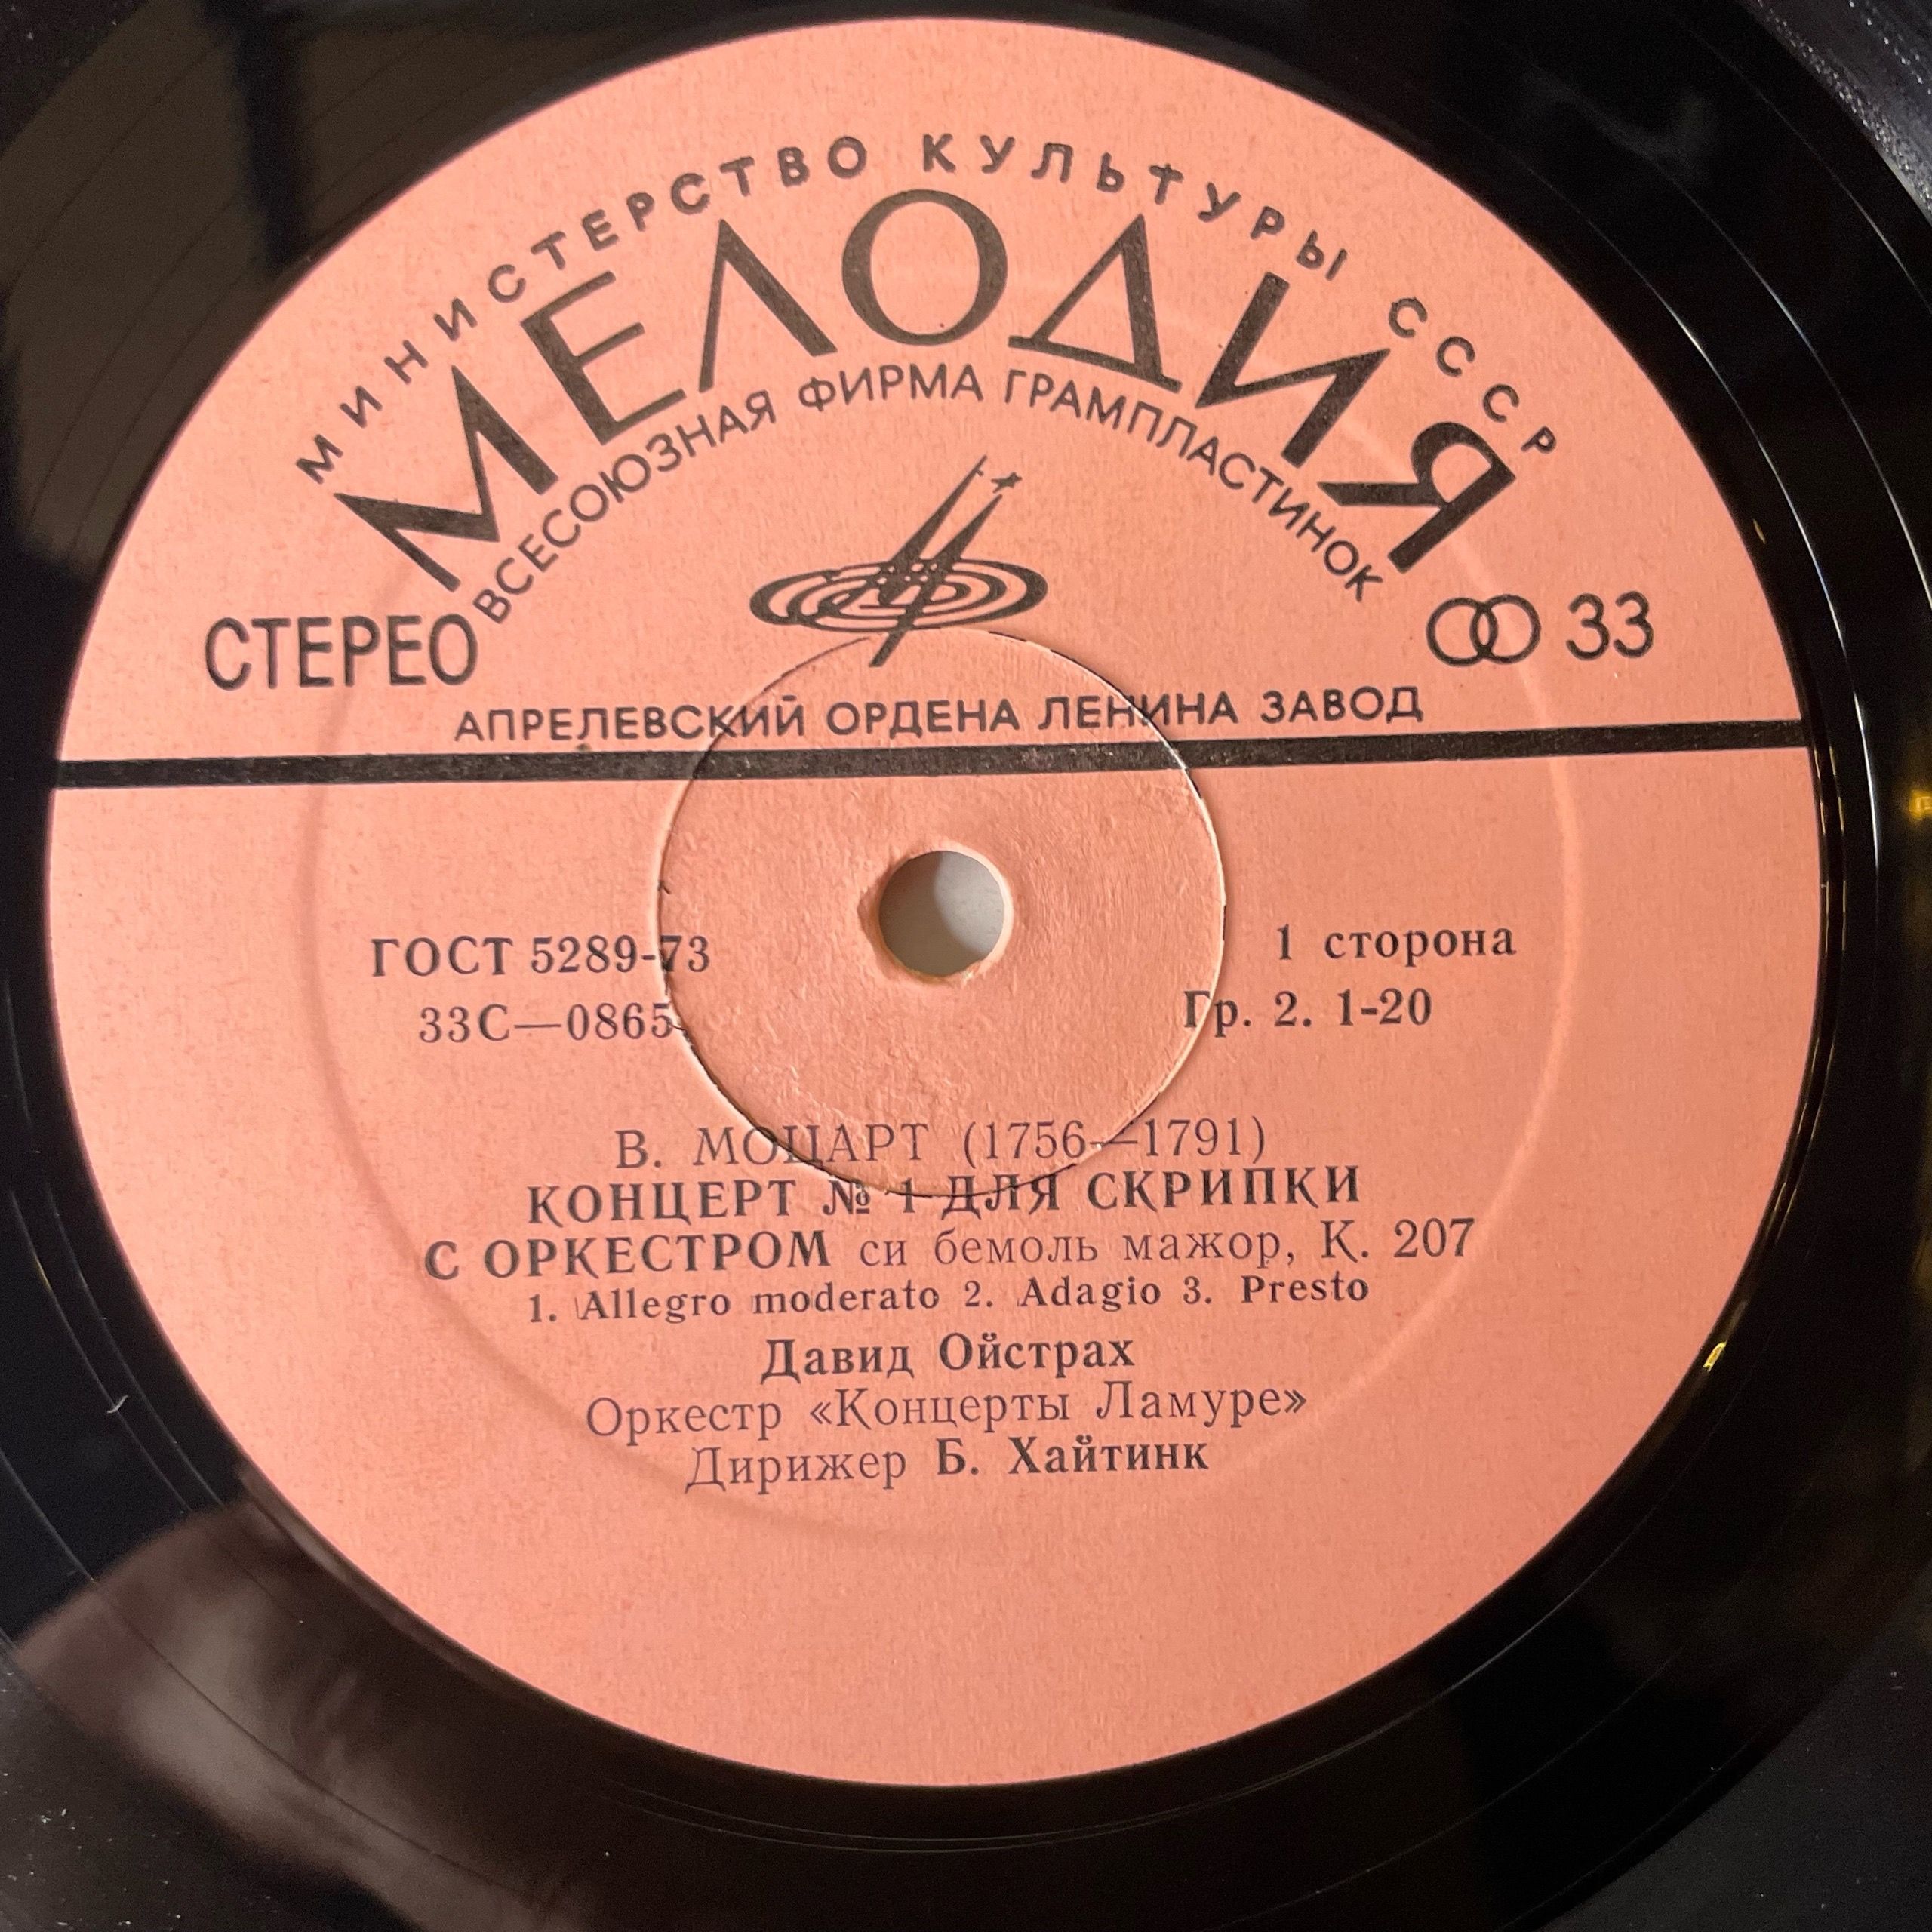 МИНИСТЕРСТВО КУЛЬТУРЫ СССР
МЕЛОДИЯ
ВСЕСОЮЗНАЯ ФИРМА ГРАМПЛАСТИНОК
СТЕРЕО
33
АПРЕЛЕВСКИЙ ОРДЕНА ЛЕНИНА ЗАВОД
ГОСТ 5289-73
1 сторона
33С—0865
Гр. 2. 1-20
В. МОЦАРТ (1756—1791)
КОНЦЕРТ № 1 ДЛЯ СКРИПКИ
С ОРКЕСТРОМ си бемоль мажор, К. 207
1. Allegro moderato 2. Adagio 3. Presto
Давид Ойстрах
Оркестр «Концерты Ламуре»
Дирижер Б. Хайтинк